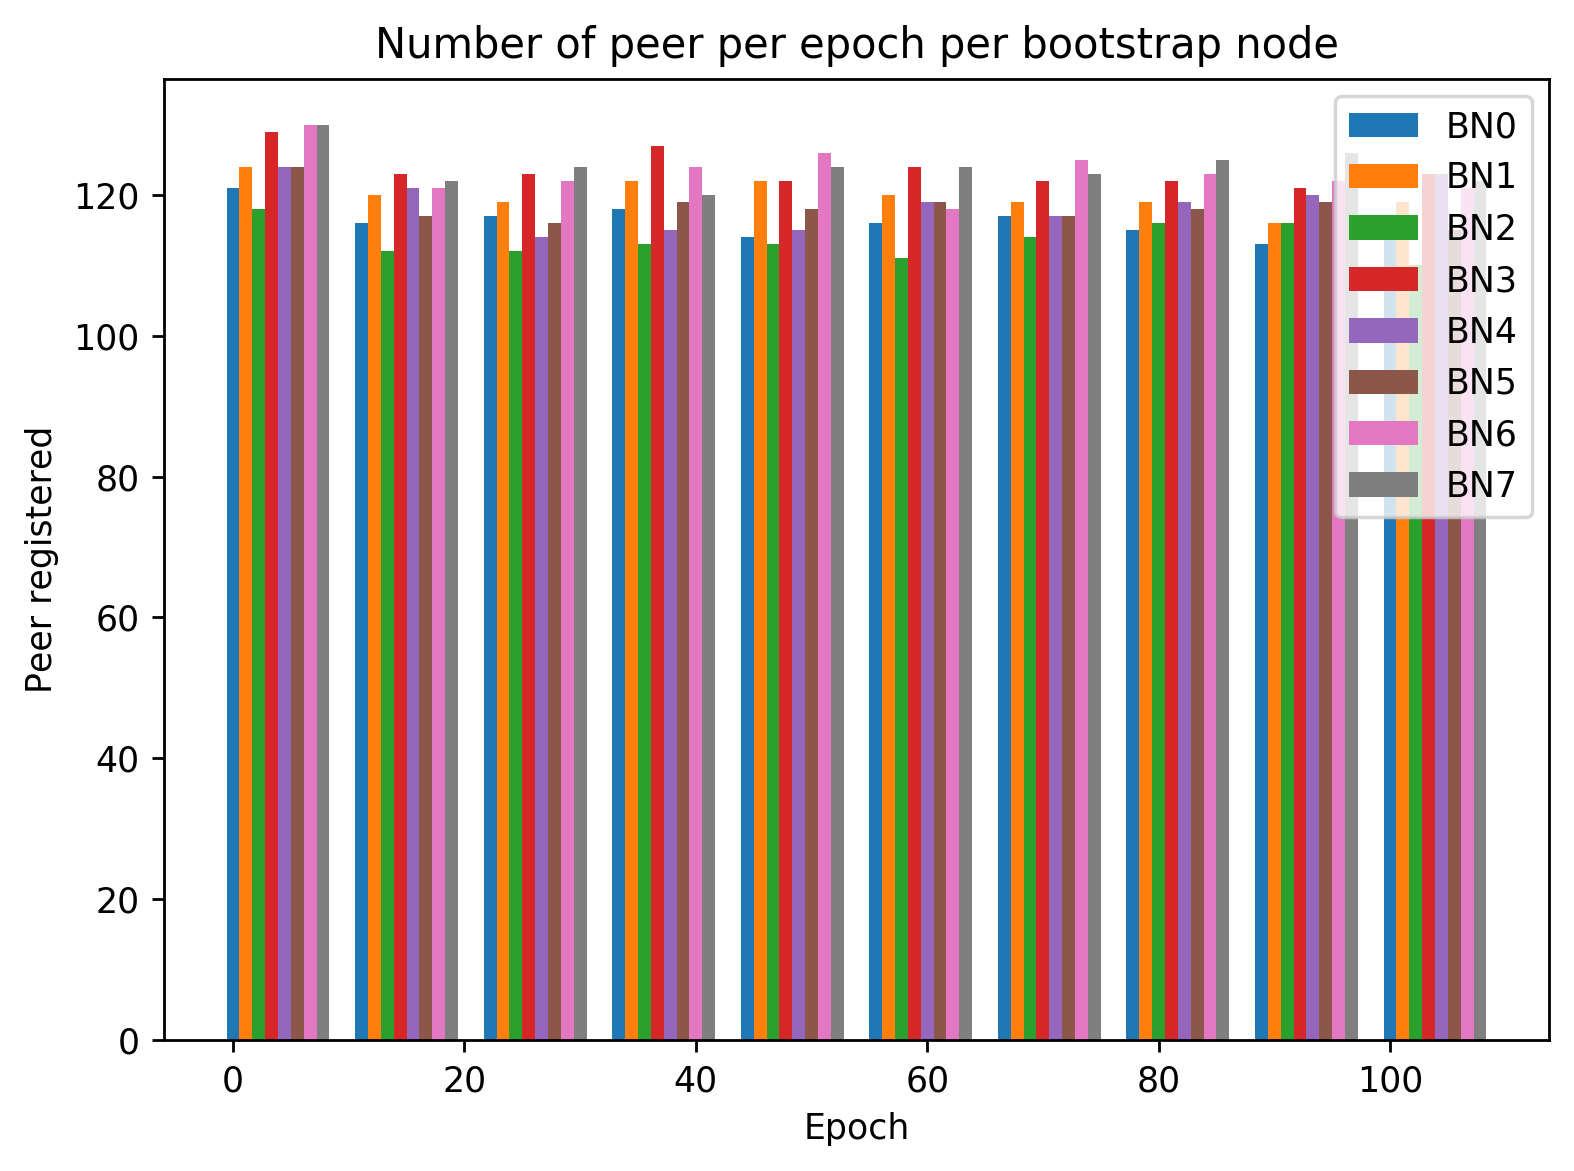 Number of peer per epoch per bootstrap node
BN0
BN1
BN2
BN3
BN4
BN5
BN6
BN7
120
100
80
60
40
20
0
Peer registered
0 20 40 60 80 100
Epoch